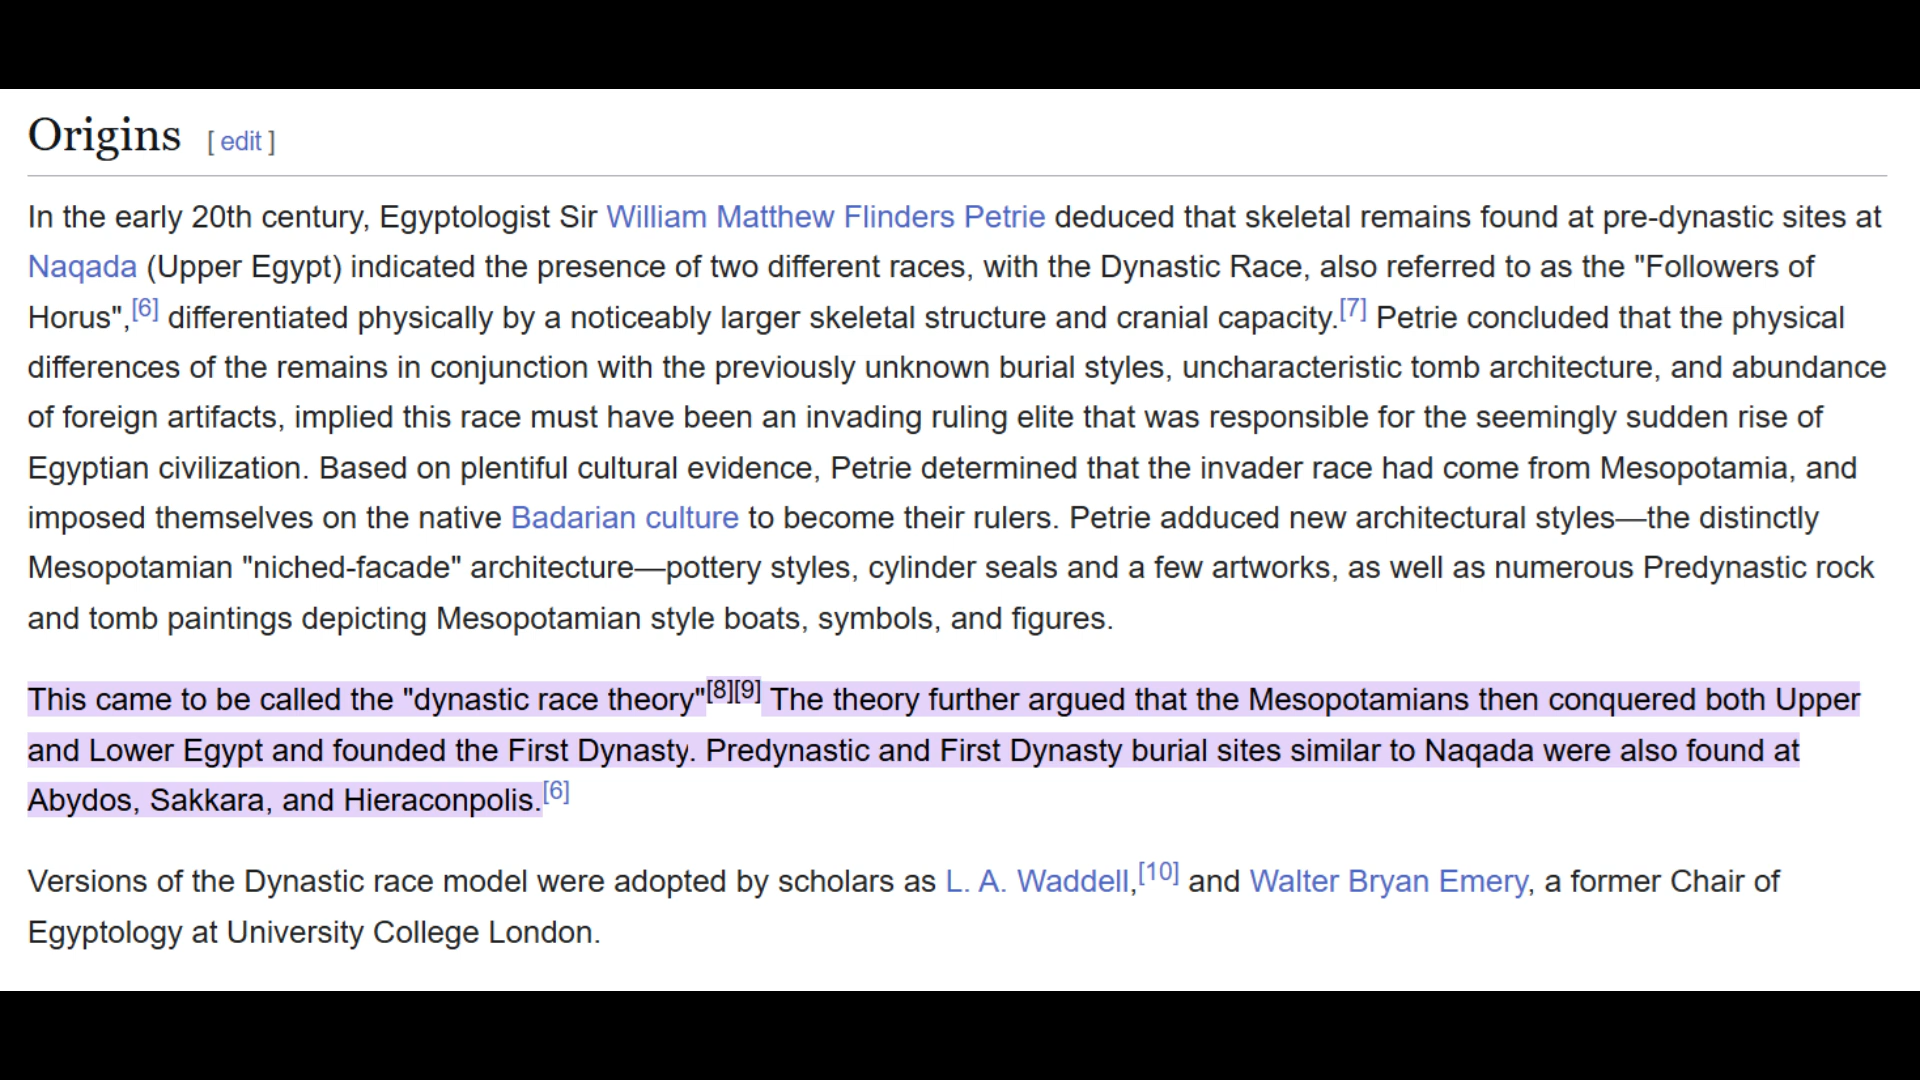 Origins [ edit ]
In the early 20th century, Egyptologist Sir William Matthew Flinders Petrie deduced that skeletal remains found at pre-dynastic sites at
Naqada (Upper Egypt) indicated the presence of two different races, with the Dynastic Race, also referred to as the "Followers of
Horus",[6] differentiated physically by a noticeably larger skeletal structure and cranial capacity.[7] Petrie concluded that the physical
differences of the remains in conjunction with the previously unknown burial styles, uncharacteristic tomb architecture, and abundance
of foreign artifacts, implied this race must have been an invading ruling elite that was responsible for the seemingly sudden rise of
Egyptian civilization. Based on plentiful cultural evidence, Petrie determined that the invader race had come from Mesopotamia, and
imposed themselves on the native Badarian culture to become their rulers. Petrie adduced new architectural styles—the distinctly
Mesopotamian "niched-facade" architecture—pottery styles, cylinder seals and a few artworks, as well as numerous Predynastic rock
and tomb paintings depicting Mesopotamian style boats, symbols, and figures.
This came to be called the "dynastic race theory"[8][9] The theory further argued that the Mesopotamians then conquered both Upper
and Lower Egypt and founded the First Dynasty. Predynastic and First Dynasty burial sites similar to Naqada were also found at
Abydos, Sakkara, and Hieraconpolis.[6]
Versions of the Dynastic race model were adopted by scholars as L. A. Waddell,[10] and Walter Bryan Emery, a former Chair of
Egyptology at University College London.